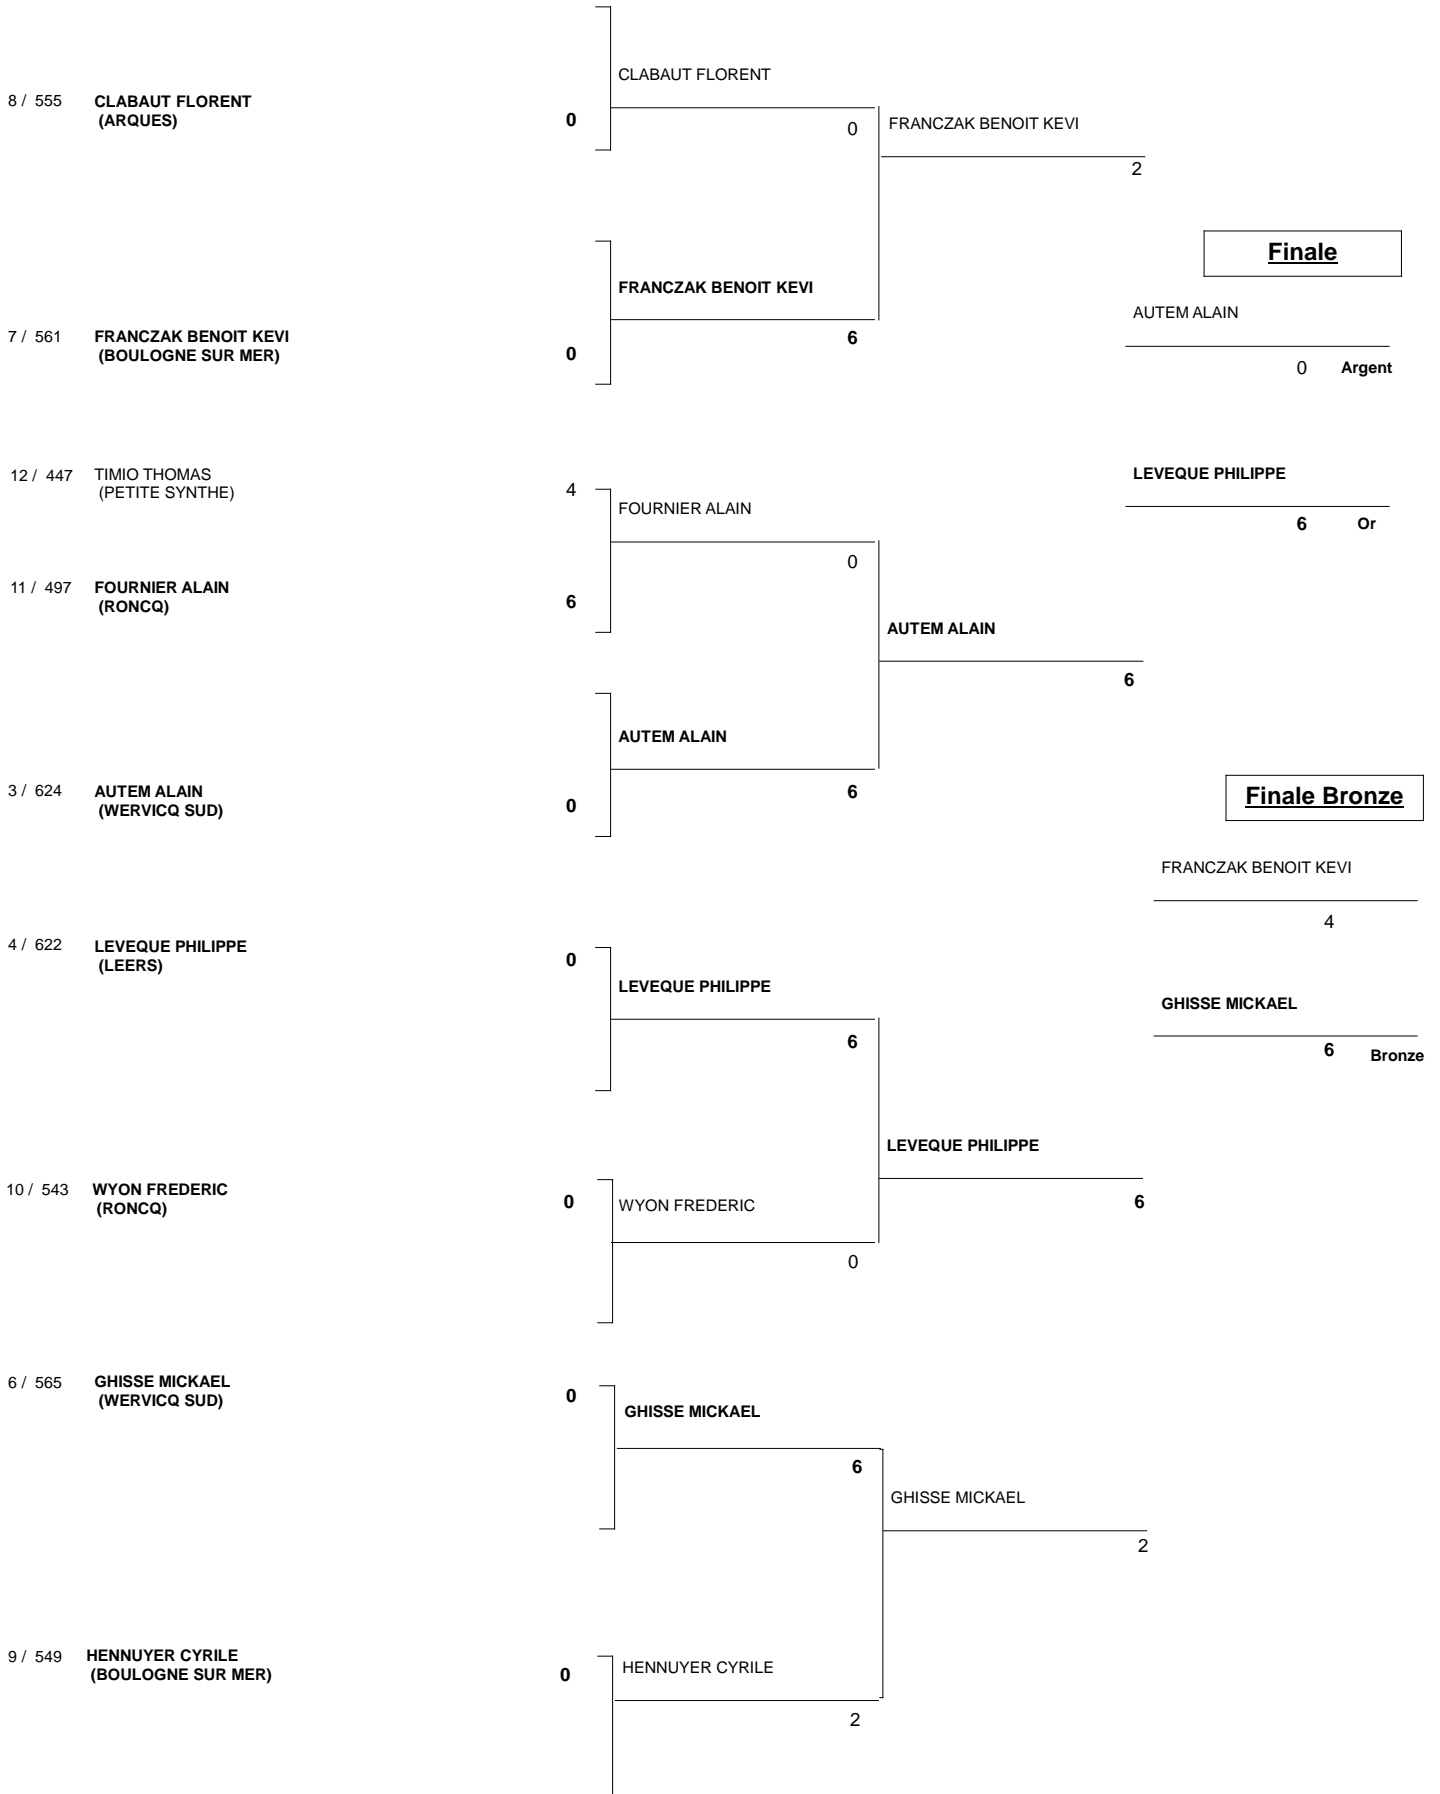 8 / 555 CLABAUT FLORENT
(ARQUES)
0
CLABAUT FLORENT
0
FRANCZAK BENOIT KEVI
2
7 / 561 FRANCZAK BENOIT KEVI
(BOULOGNE SUR MER)
0
FRANCZAK BENOIT KEVI
6
Finale
AUTEM ALAIN
0 Argent
LEVEQUE PHILIPPE
6 Or
12 / 447 TIMIO THOMAS
(PETITE SYNTHE)
4
FOURNIER ALAIN
0
11 / 497 FOURNIER ALAIN
(RONCQ)
6
AUTEM ALAIN
6
AUTEM ALAIN
6
3 / 624 AUTEM ALAIN
(WERVICQ SUD)
0
Finale Bronze
FRANCZAK BENOIT KEVI
4
GHISSE MICKAEL
6 Bronze
4 / 622 LEVEQUE PHILIPPE
(LEERS)
0
LEVEQUE PHILIPPE
6
LEVEQUE PHILIPPE
6
10 / 543 WYON FREDERIC
(RONCQ)
0
WYON FREDERIC
0
6 / 565 GHISSE MICKAEL
(WERVICQ SUD)
0
GHISSE MICKAEL
6
GHISSE MICKAEL
2
9 / 549 HENNUYER CYRILE
(BOULOGNE SUR MER)
0
HENNUYER CYRILE
2